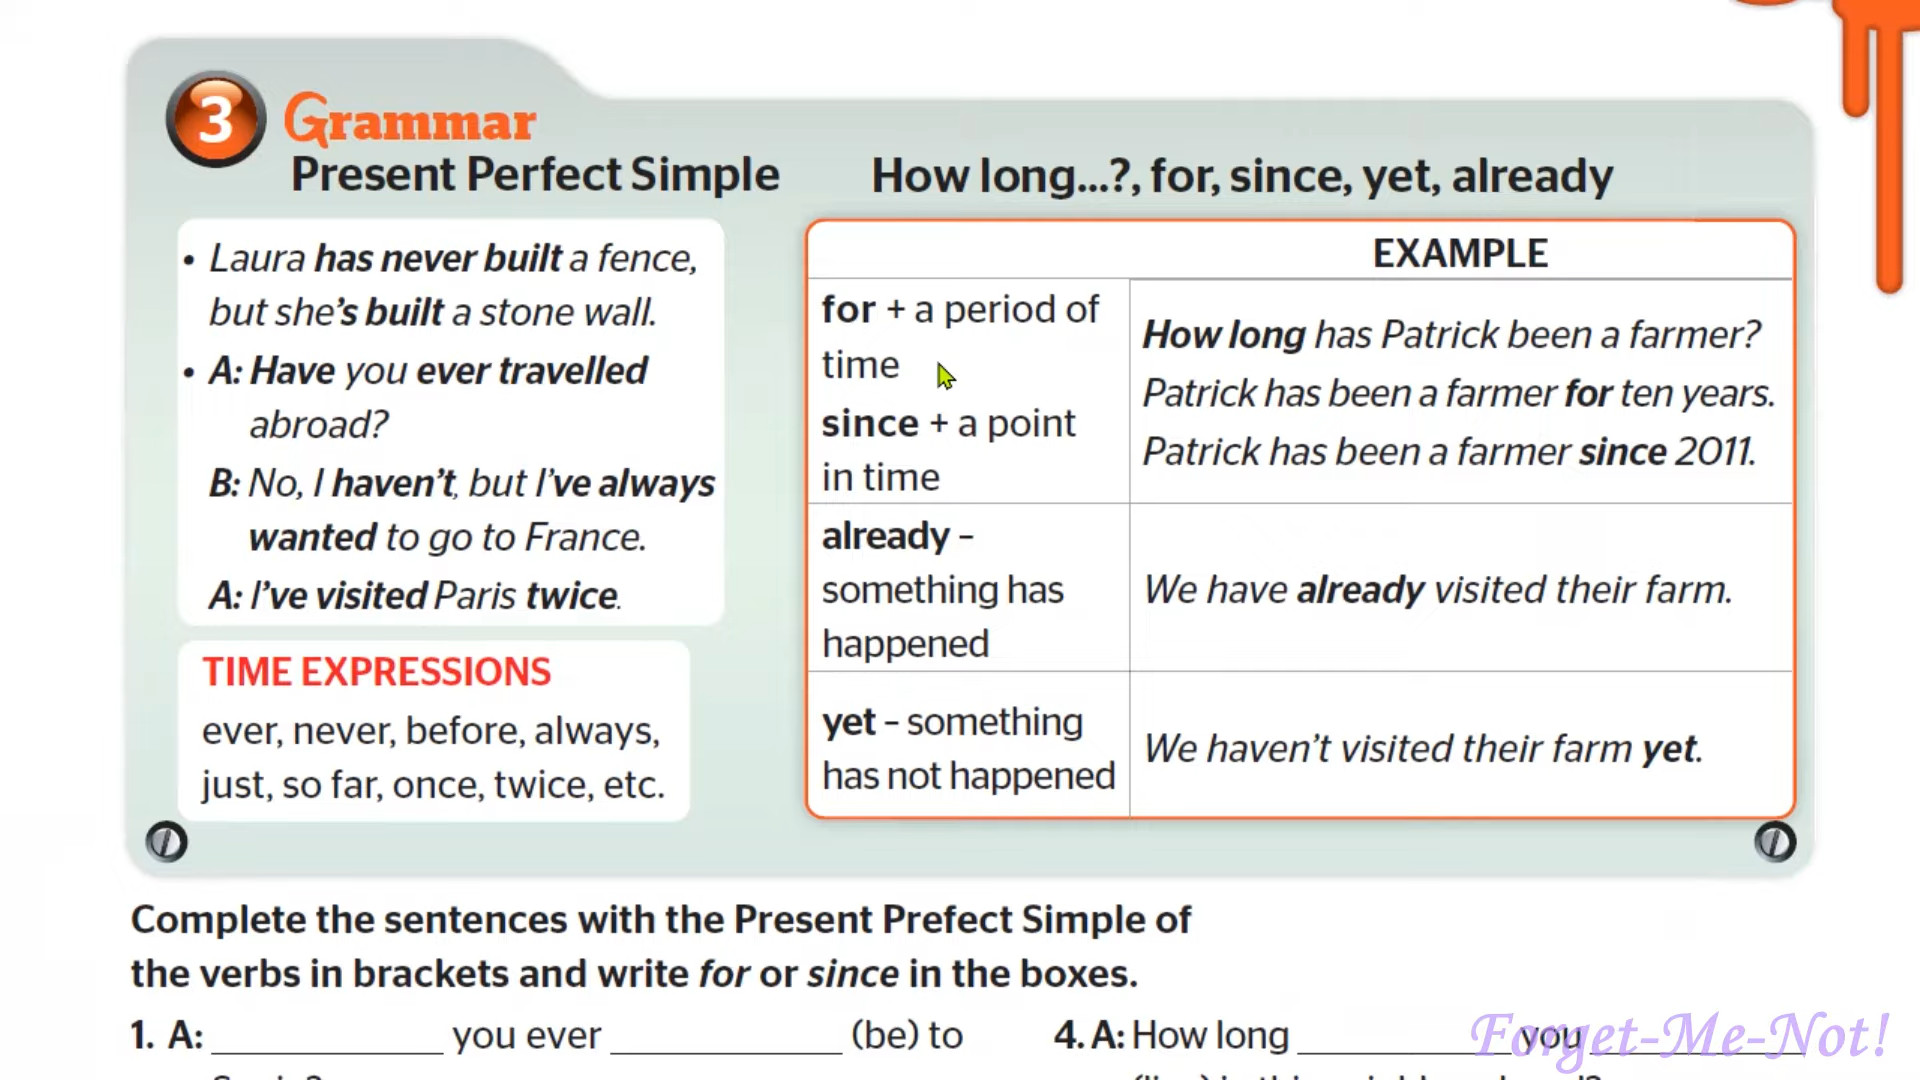 3 Grammar
Present Perfect Simple
• Laura has never built a fence,
but she's built a stone wall.
• A: Have you ever travelled
abroad?
B: No, I haven't, but I've always
wanted to go to France.
A: I've visited Paris twice.
TIME EXPRESSIONS
ever, never, before, always,
just, so far, once, twice, etc.
How long...?, for, since, yet, already
EXAMPLE
for + a period of
time
since + a point
in time
How long has Patrick been a farmer?
Patrick has been a farmer for ten years.
Patrick has been a farmer since 2011.
already –
something has
happened
We have already visited their farm.
yet – something
has not happened
We haven't visited their farm yet.
Complete the sentences with the Present Prefect Simple of
the verbs in brackets and write for or since in the boxes.
1. A: ___________ you ever ___________ (be) to
4. A: How long ___________ you ___________
Forget-Me-Not!